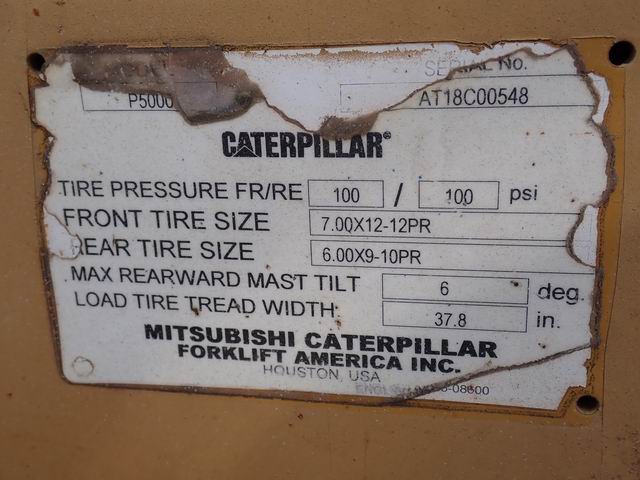 SERIAL No.
P5000 AT18C00548
CATERPILLAR®
TIRE PRESSURE FR/RE 100 / 100 psi
FRONT TIRE SIZE 7.00X12-12PR
REAR TIRE SIZE 6.00X9-10PR
MAX REARWARD MAST TILT 6 deg.
LOAD TIRE TREAD WIDTH 37.8 in.
MITSUBISHI CATERPILLAR
FORKLIFT AMERICA INC.
HOUSTON, USA